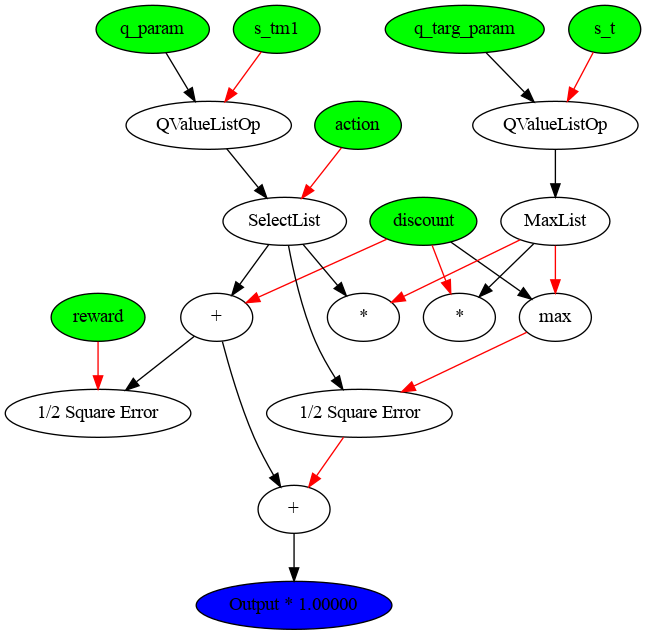 q_param
s_tm1
q_targ_param
s_t
QValueListOp
action
QValueListOp
SelectList
discount
MaxList
reward
+
*
*
max
1/2 Square Error
1/2 Square Error
+
Output * 1.00000